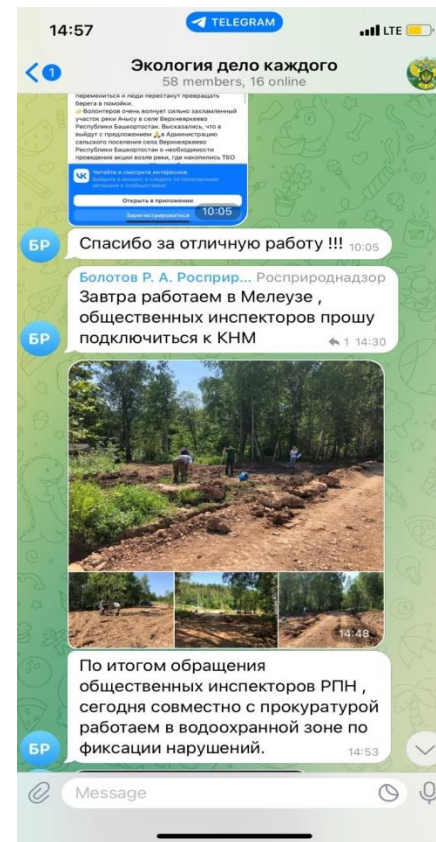 14:57
TELEGRAM
LTE
1
Экология дело каждого
58 members, 16 online
перемениться и люди перестанут превращать
берега в помойки.
Волонтеров очень волнует сильно захламленный
участок реки Ачысу в селе Верхнеяркеево
Республики Башкортостан. Высказались, что в
выйдут с предложением в Администрацию
сельского поселения села Верхнеяркеево
Республики Башкортостан о необходимости
проведения акции возле реки, где накопились ТБО
Читайте и смотрите интересное
Открыть в приложении
Зарегистрироваться
10:05
БР
Спасибо за отличную работу !!! 10:05
Болотов Р. А. Росприр... Росприроднадзор
Завтра работаем в Мелеузе ,
общественных инспекторов прошу
подключиться к КНМ
1 14:30
БР
14:48
По итогом обращения
общественных инспекторов РПН ,
сегодня совместно с прокуратурой
работаем в водоохранной зоне по
фиксации нарушений.
14:53
БР
Message